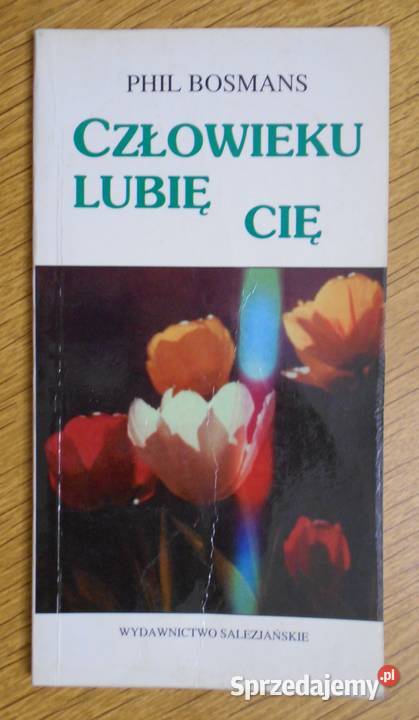 PHIL BOSMANS
CZŁOWIEKU
LUBIĘ
CIĘ
WYDAWNICTWO SALEZJAŃSKIE
Sprzedajemy.pl